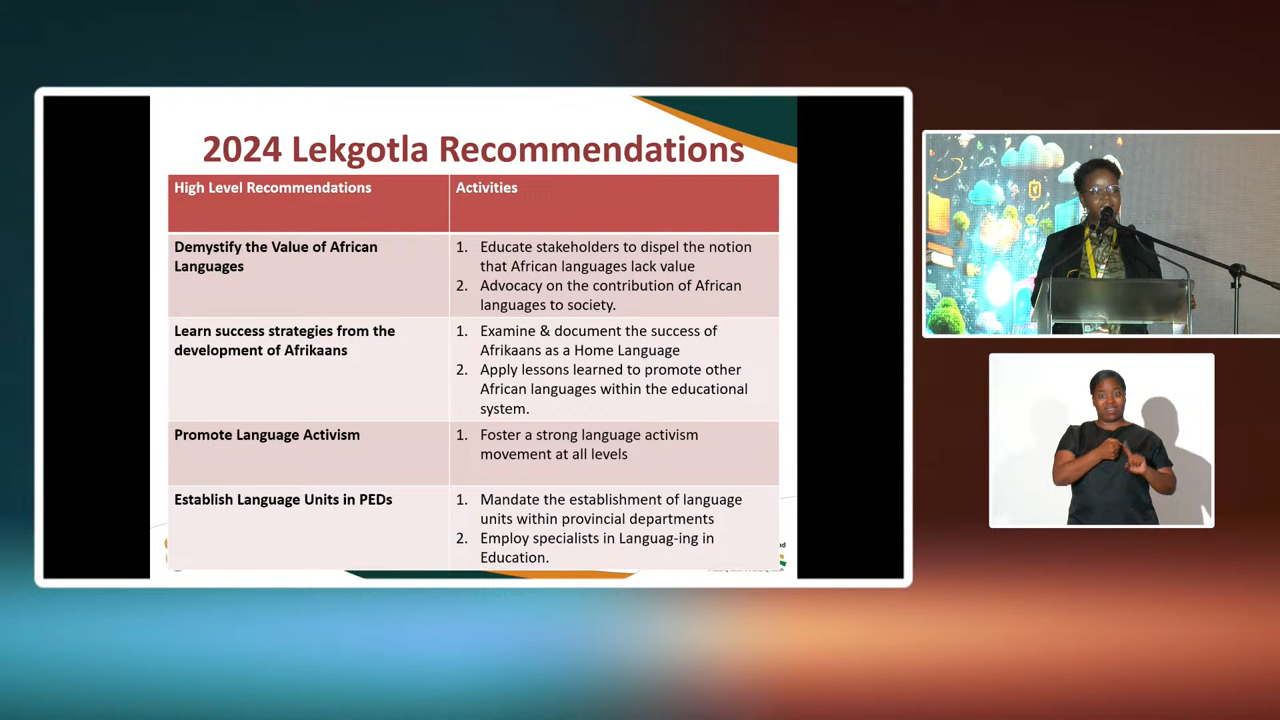 2024 Lekgotla Recommendations
High Level Recommendations
Activities
Demystify the Value of African
Languages
1. Educate stakeholders to dispel the notion
that African languages lack value
2. Advocacy on the contribution of African
languages to society.
Learn success strategies from the
development of Afrikaans
1. Examine & document the success of
Afrikaans as a Home Language
2. Apply lessons learned to promote other
African languages within the educational
system.
Promote Language Activism
1. Foster a strong language activism
movement at all levels
Establish Language Units in PEDs
1. Mandate the establishment of language
units within provincial departments
2. Employ specialists in Languag-ing in
Education.